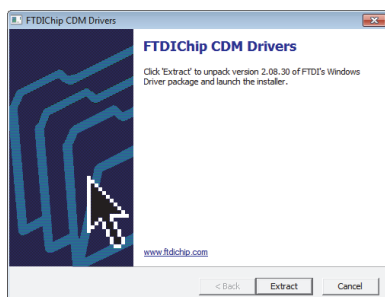 FTDIChip CDM Drivers
FTDIChip CDM Drivers
Click 'Extract' to unpack version 2.08.30 of FTDI's Windows
Driver package and launch the installer.
www.ftdichip.com
< Back Extract Cancel